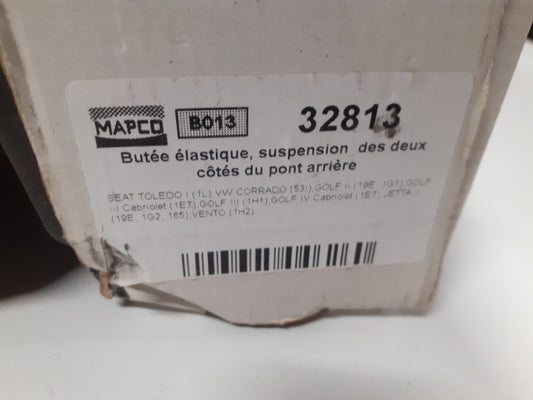 MAPCO B013 32813
Butée élastique, suspension des deux
côtés du pont arrière
SEAT TOLEDO I (1L) VW CORRADO (53I),GOLF II (19E, 1G1),GOLF
III Cabriolet (1E7),GOLF III (1H1),GOLF IV Cabriolet (1E7) JETTA II
(19E, 1G2, 165),VENTO (1H2)